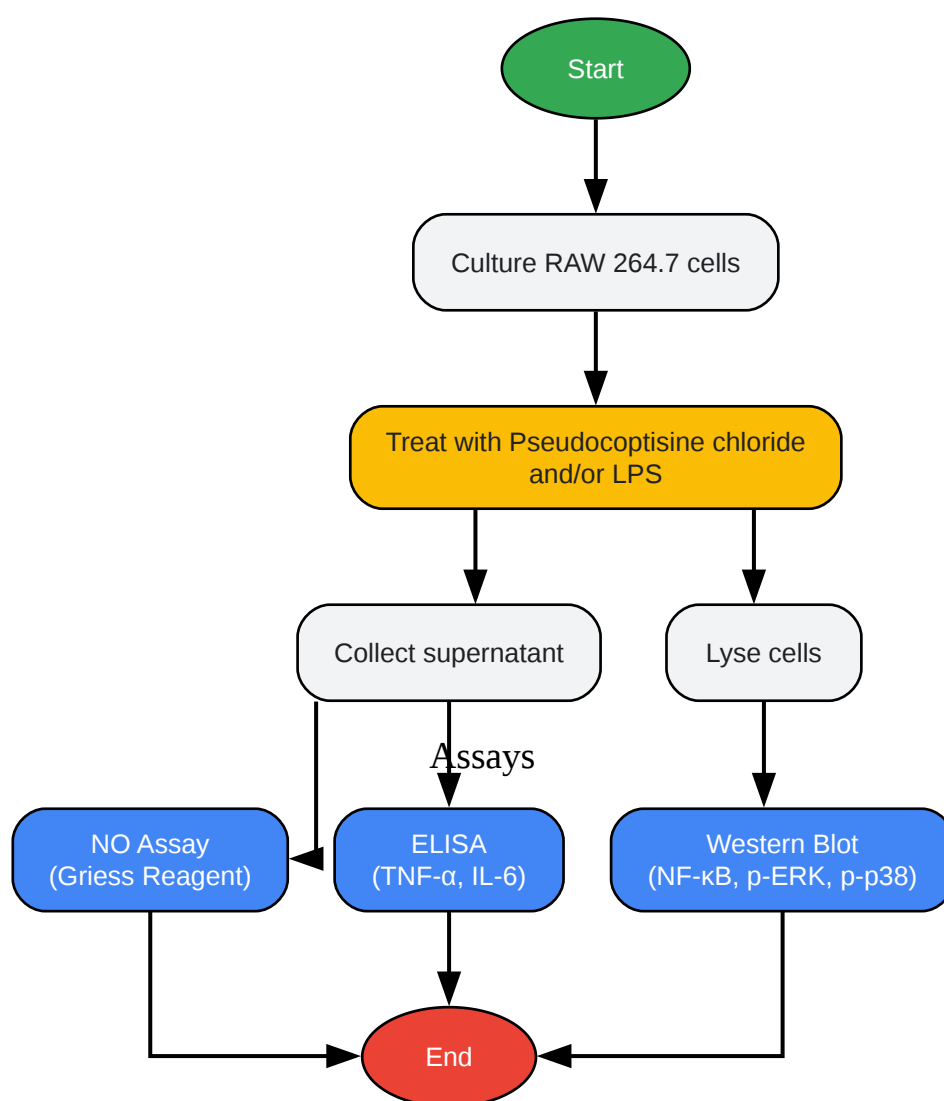 Start
Culture RAW 264.7 cells
Treat with Pseudocoptisine chloride
and/or LPS
Collect supernatant
Lyse cells
Assays
NO Assay
(Griess Reagent)
ELISA
(TNF-α, IL-6)
Western Blot
(NF-κB, p-ERK, p-p38)
End